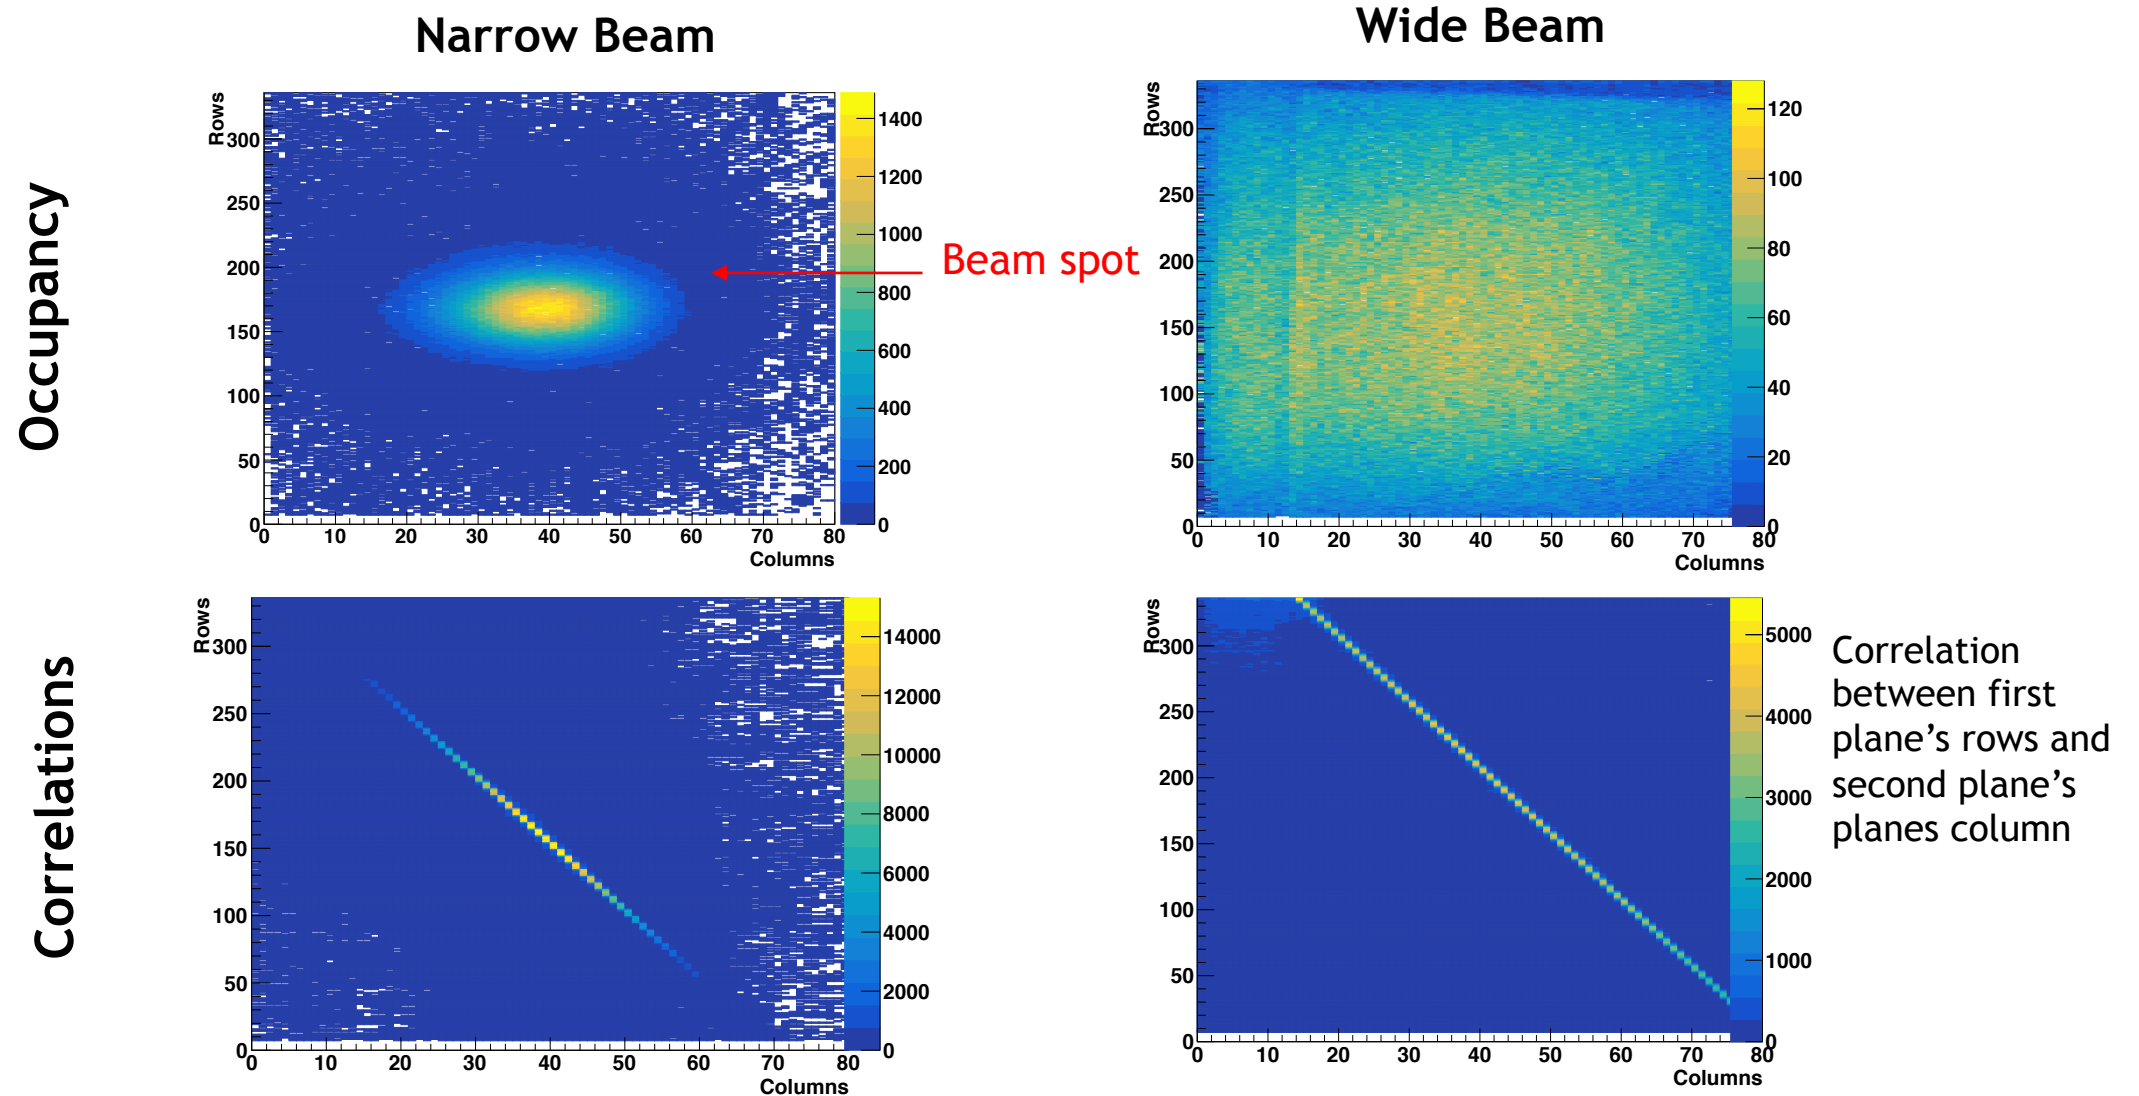 Narrow Beam
Wide Beam
Occupancy
Rows
300
250
200
150
100
50
0
0 10 20 30 40 50 60 70 80
Columns
1400
1200
1000
800
600
400
200
0
Beam spot
Rows
300
250
200
150
100
50
0
0 10 20 30 40 50 60 70 80
Columns
120
100
80
60
40
20
0
Correlations
Rows
300
250
200
150
100
50
0
0 10 20 30 40 50 60 70 80
Columns
14000
12000
10000
8000
6000
4000
2000
0
Rows
300
250
200
150
100
50
0
0 10 20 30 40 50 60 70 80
Columns
5000
4000
3000
2000
1000
0
Correlation
between first
plane’s rows and
second plane’s
planes column